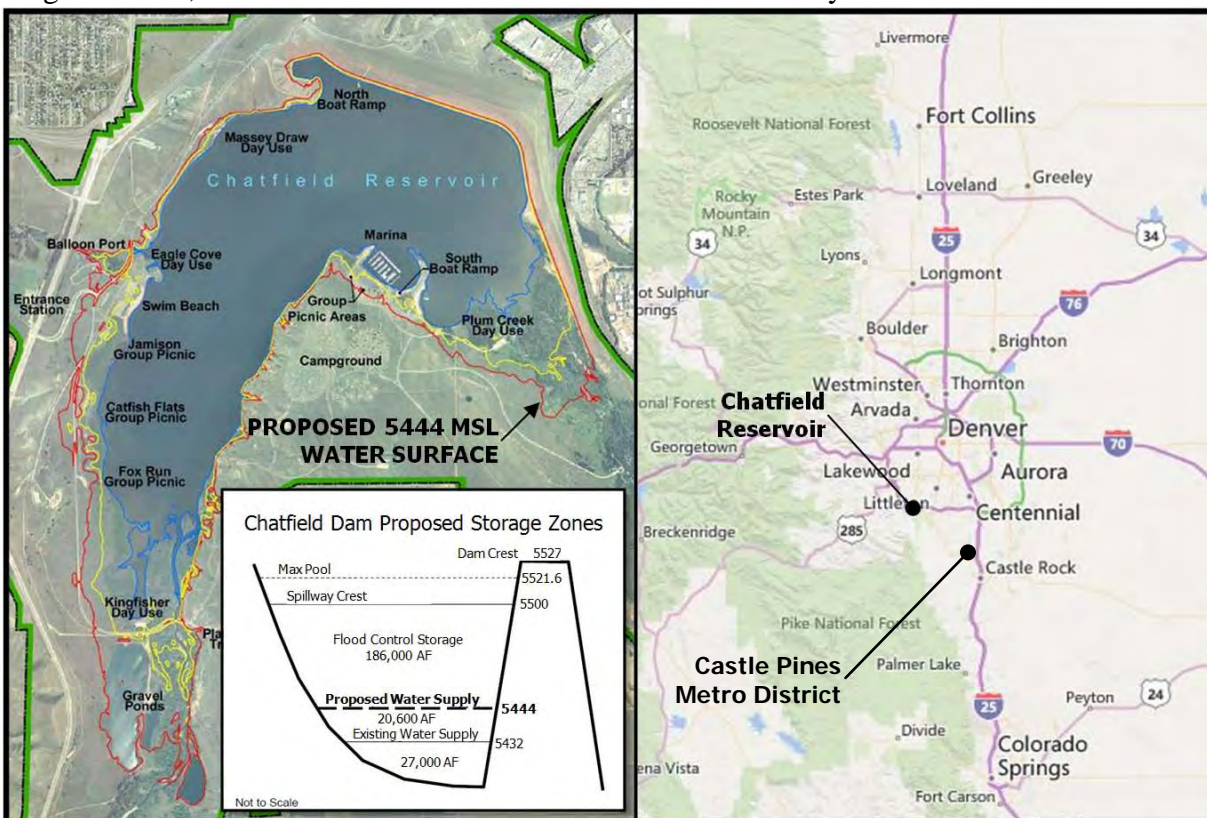 North
Boat Ramp
Massey Draw
Day Use
Chatfield Reservoir
Marina
Balloon Port
Eagle Cove
Day Use
South
Boat Ramp
Entrance
Station
Swim Beach
Group
Picnic Areas
Plum Creek
Day Use
Jamison
Group Picnic
Campground
Catfish Flats
Group Picnic
PROPOSED 5444 MSL
WATER SURFACE
Fox Run
Group Picnic
Kingfisher
Day Use
Gravel
Ponds
Chatfield Dam Proposed Storage Zones
Dam Crest 5527
Max Pool
5521.6
Spillway Crest
5500
Flood Control Storage
186,000 AF
Proposed Water Supply
5444
20,600 AF
Existing Water Supply
5432
27,000 AF
Not to Scale
Livermore
Fort Collins
Roosevelt National Forest
Greeley
Loveland
Estes Park
Rocky
Mountain
N.P.
34
25
34
Lyons
Longmont
ot Sulphur
prings
76
Boulder
Brighton
Westminster
Thornton
onal Forest
Chatfield
Reservoir
Arvada
Denver
Georgetown
70
Lakewood
Aurora
Littleton
Centennial
285
Breckenridge
Castle Rock
Pike National Forest
Castle Pines
Metro District
Palmer Lake
Peyton
24
25
Divide
Colorado
Springs
ena Vista
Fort Carson